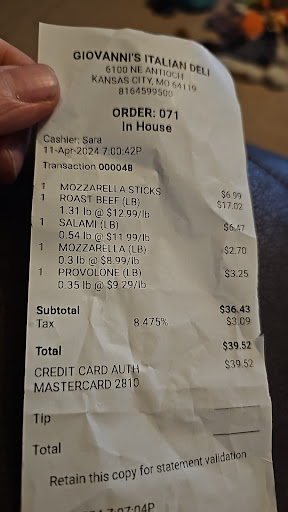 GIOVANNI'S ITALIAN DELI
6100 NE ANTIOCH
KANSAS CITY, MO 64119
8164599500
ORDER: 071
In House
Cashier: Sara
11-Apr-2024 7:00:42P
Transaction 000048
1 MOZZARELLA STICKS $6.99
1 ROAST BEEF (LB) $17.02
1.31 lb @ $12.99/lb
1 SALAMI (LB) $6.47
0.54 lb @ $11.99/lb
1 MOZZARELLA (LB) $2.70
0.3 lb @ $8.99/lb
1 PROVOLONE (LB) $3.25
0.35 lb @ $9.29/lb
Subtotal $36.43
Tax 8.475% $3.09
Total $39.52
CREDIT CARD AUTH $39.52
MASTERCARD 2810
Tip
Total
Retain this copy for statement validation
7:07:04P